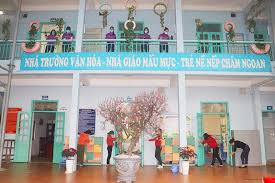 NHÀ TRƯỜNG VĂN HÓA - NHÀ GIÁO MẪU MỰC - TRẺ NỀ NẾP CHĂM NGOAN